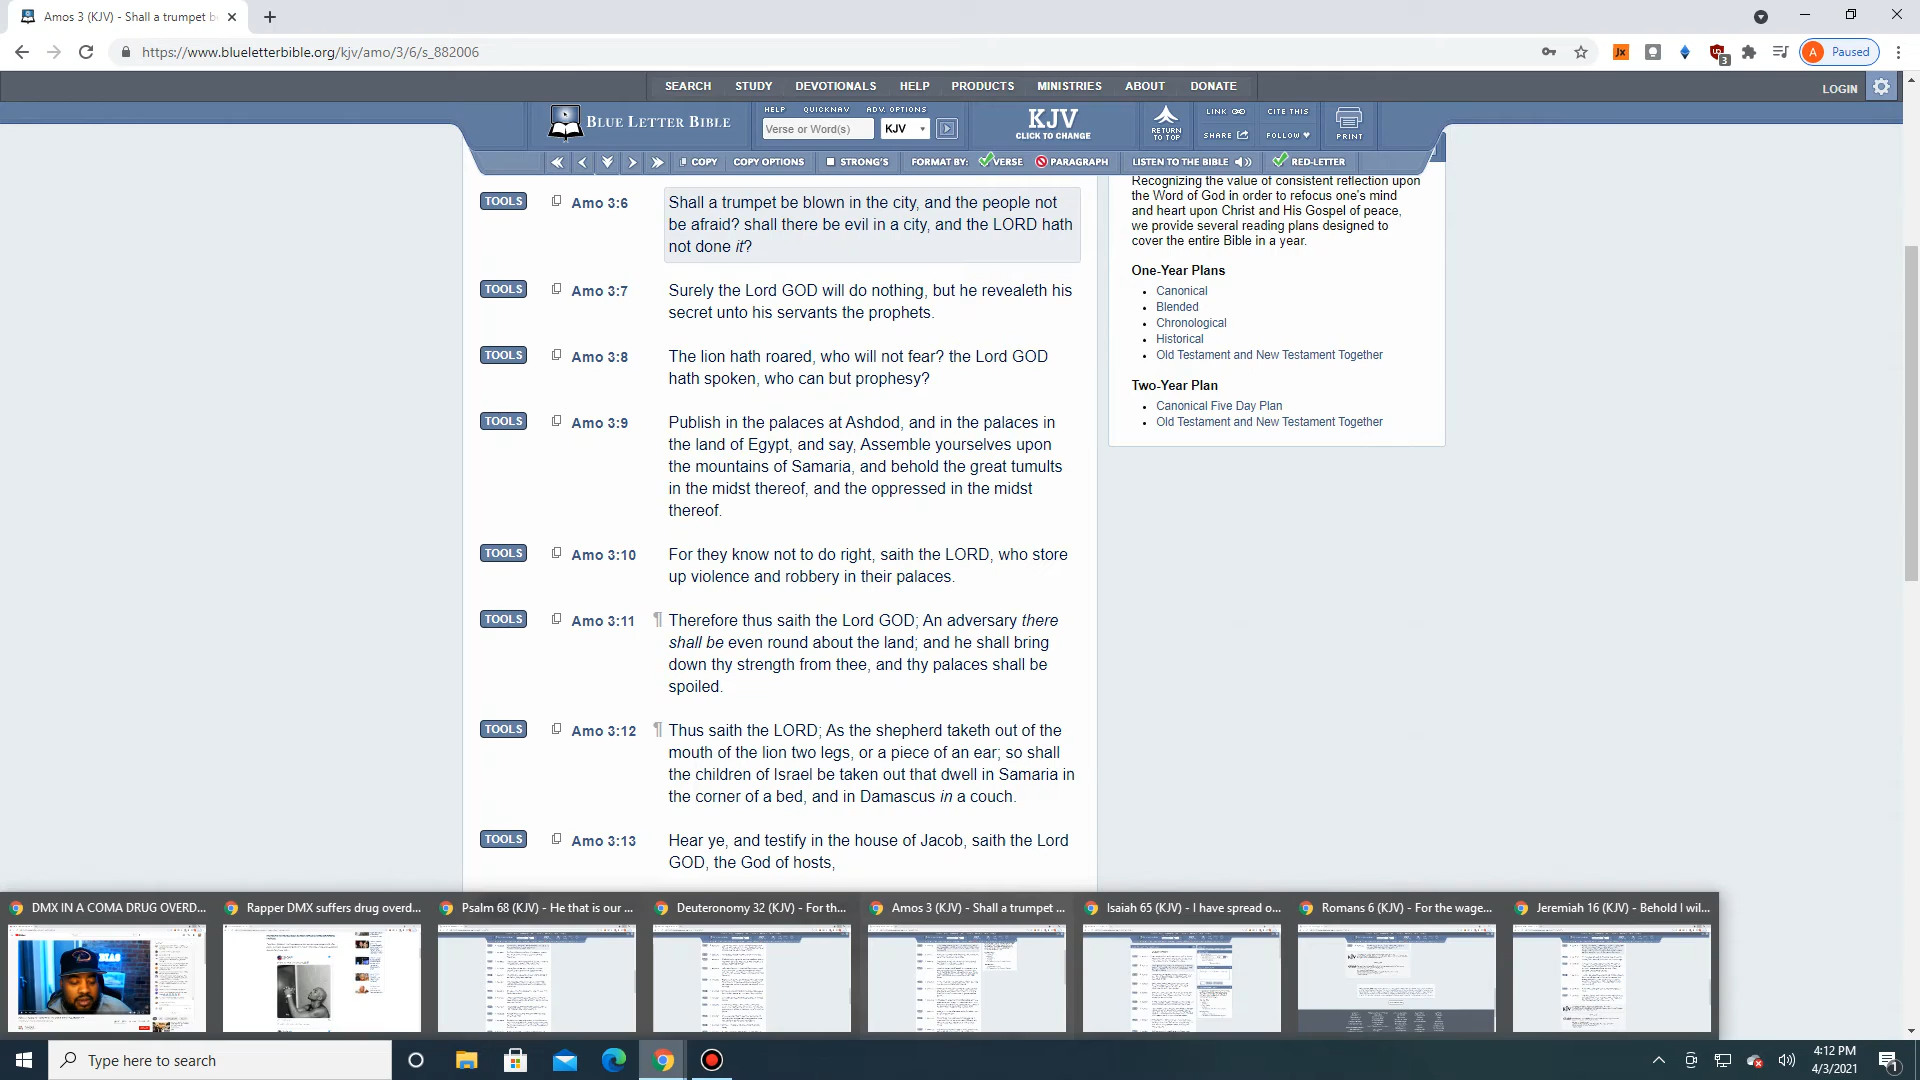 Amos 3 (KJV) - Shall a trumpet b
https://www.blueletterbible.org/kjv/amo/3/6/s_882006
Jx
3
A Paused
SEARCH STUDY DEVOTIONALS HELP PRODUCTS MINISTRIES ABOUT DONATE
LOGIN
BLUE LETTER BIBLE
HELP QUICKNAV ADV. OPTIONS
Verse or Word(s) KJV
KJV
CLICK TO CHANGE
RETURN
TO TOP
LINK
SHARE
CITE THIS
FOLLOW
PRINT
COPY COPY OPTIONS STRONG'S FORMAT BY: VERSE PARAGRAPH LISTEN TO THE BIBLE RED-LETTER
TOOLS Amo 3:6 Shall a trumpet be blown in the city, and the people not
be afraid? shall there be evil in a city, and the LORD hath
not done it?
TOOLS Amo 3:7 Surely the Lord GOD will do nothing, but he revealeth his
secret unto his servants the prophets.
TOOLS Amo 3:8 The lion hath roared, who will not fear? the Lord GOD
hath spoken, who can but prophesy?
TOOLS Amo 3:9 Publish in the palaces at Ashdod, and in the palaces in
the land of Egypt, and say, Assemble yourselves upon
the mountains of Samaria, and behold the great tumults
in the midst thereof, and the oppressed in the midst
thereof.
TOOLS Amo 3:10 For they know not to do right, saith the LORD, who store
up violence and robbery in their palaces.
TOOLS Amo 3:11 ¶ Therefore thus saith the Lord GOD; An adversary there
shall be even round about the land; and he shall bring
down thy strength from thee, and thy palaces shall be
spoiled.
TOOLS Amo 3:12 ¶ Thus saith the LORD; As the shepherd taketh out of the
mouth of the lion two legs, or a piece of an ear; so shall
the children of Israel be taken out that dwell in Samaria in
the corner of a bed, and in Damascus in a couch.
TOOLS Amo 3:13 Hear ye, and testify in the house of Jacob, saith the Lord
GOD, the God of hosts,
Recognizing the value of consistent reflection upon
the Word of God in order to refocus one's mind
and heart upon Christ and His Gospel of peace,
we provide several reading plans designed to
cover the entire Bible in a year.
One-Year Plans
Canonical
Blended
Chronological
Historical
Old Testament and New Testament Together
Two-Year Plan
Canonical Five Day Plan
Old Testament and New Testament Together
DMX IN A COMA DRUG OVERD...
Rapper DMX suffers drug overd...
Psalm 68 (KJV) - He that is our ...
Deuteronomy 32 (KJV) - For th...
Amos 3 (KJV) - Shall a trumpet ...
Isaiah 65 (KJV) - I have spread o...
Romans 6 (KJV) - For the wage...
Jeremiah 16 (KJV) - Behold I wil...
Type here to search
4:12 PM
4/3/2021
1